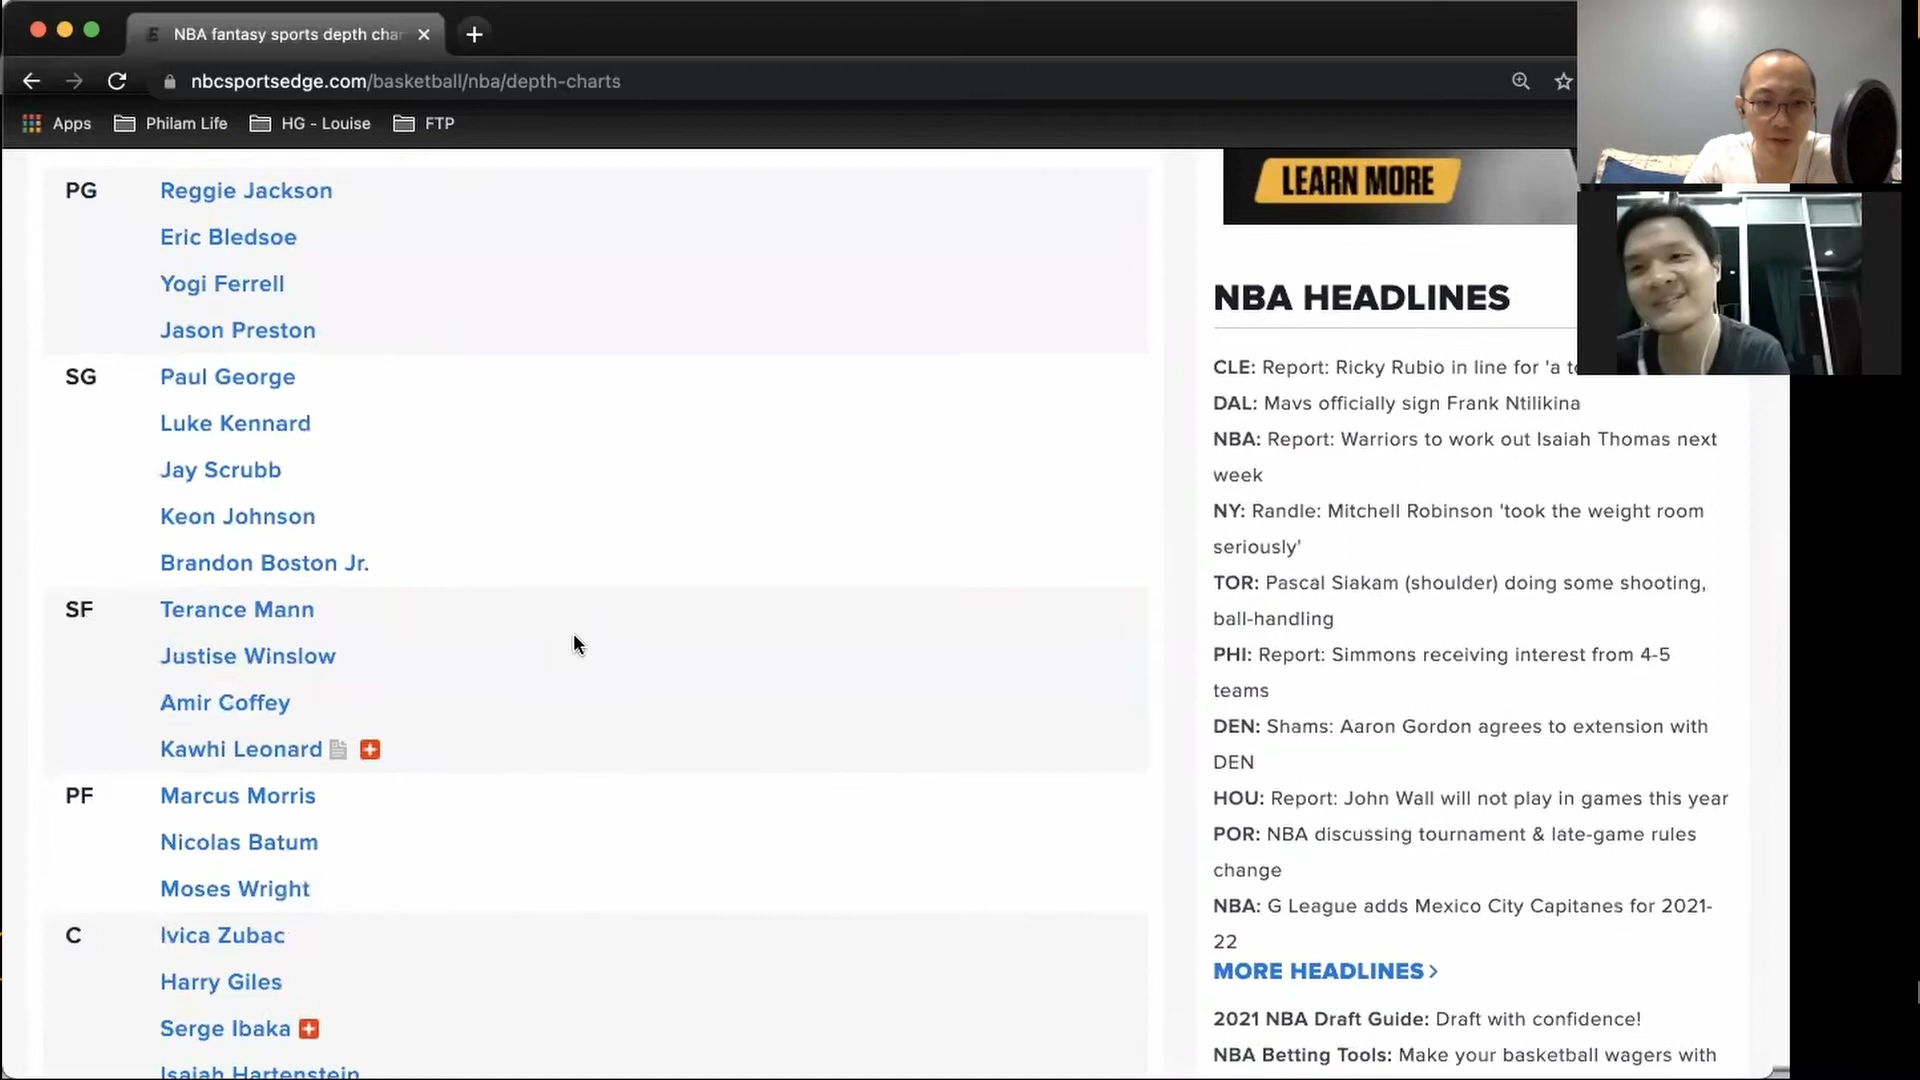 NBA fantasy sports depth cha
nbcsportsedge.com/basketball/nba/depth-charts
Apps Philam Life HG - Louise FTP
PG Reggie Jackson
Eric Bledsoe
Yogi Ferrell
Jason Preston
SG Paul George
Luke Kennard
Jay Scrubb
Keon Johnson
Brandon Boston Jr.
SF Terance Mann
Justise Winslow
Amir Coffey
Kawhi Leonard
PF Marcus Morris
Nicolas Batum
Moses Wright
C Ivica Zubac
Harry Giles
Serge Ibaka
Isaiah Hartenstein
LEARN MORE
NBA HEADLINES
CLE: Report: Ricky Rubio in line for 'a t
DAL: Mavs officially sign Frank Ntilikina
NBA: Report: Warriors to work out Isaiah Thomas next
week
NY: Randle: Mitchell Robinson 'took the weight room
seriously'
TOR: Pascal Siakam (shoulder) doing some shooting,
ball-handling
PHI: Report: Simmons receiving interest from 4-5
teams
DEN: Shams: Aaron Gordon agrees to extension with
DEN
HOU: Report: John Wall will not play in games this year
POR: NBA discussing tournament & late-game rules
change
NBA: G League adds Mexico City Capitanes for 2021-
22
MORE HEADLINES >
2021 NBA Draft Guide: Draft with confidence!
NBA Betting Tools: Make your basketball wagers with